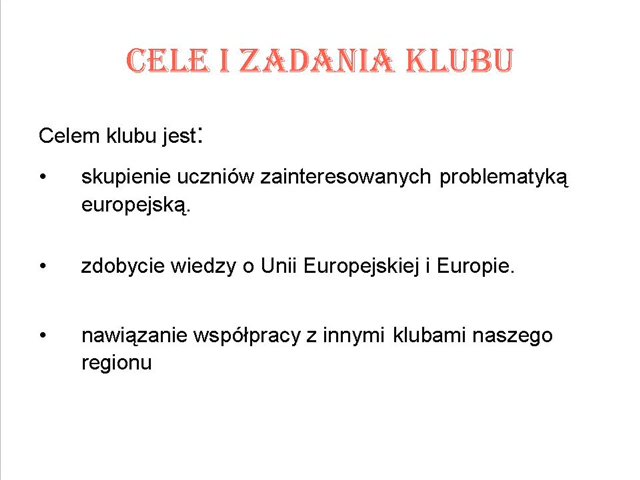 CELE I ZADANIA KLUBU
Celem klubu jest:
• skupienie uczniów zainteresowanych problematyką
europejską.
• zdobycie wiedzy o Unii Europejskiej i Europie.
• nawiązanie współpracy z innymi klubami naszego
regionu